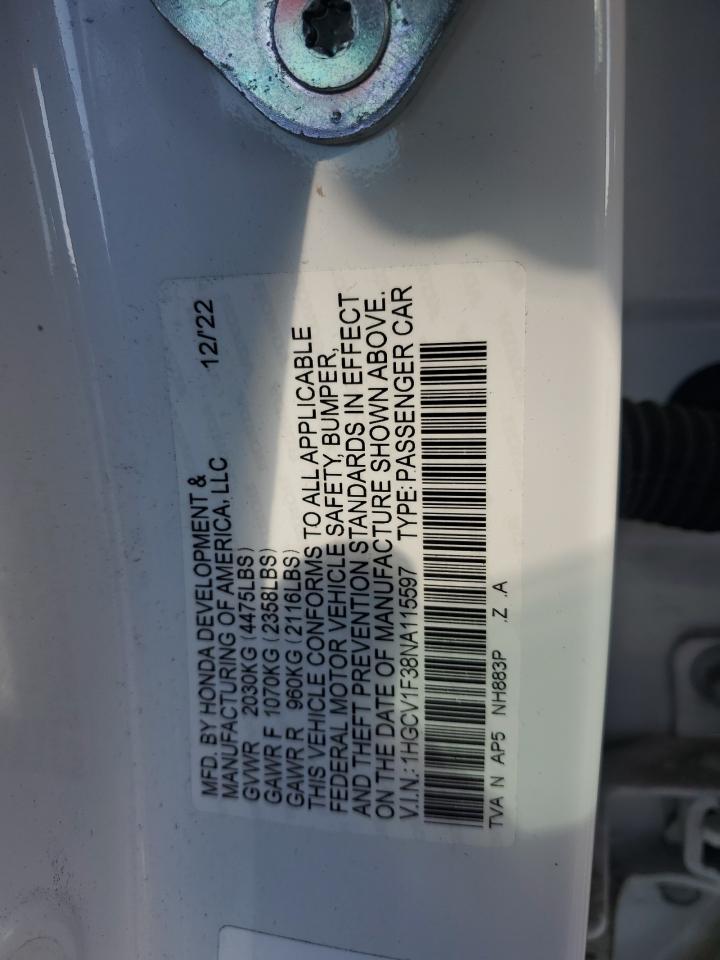 MFD. BY HONDA DEVELOPMENT & 12/'22
MANUFACTURING OF AMERICA, LLC
GVWR 2030KG (4475LBS)
GAWR F 1070KG (2358LBS)
GAWR R 960KG (2116LBS)
THIS VEHICLE CONFORMS TO ALL APPLICABLE
FEDERAL MOTOR VEHICLE SAFETY, BUMPER,
AND THEFT PREVENTION STANDARDS IN EFFECT
ON THE DATE OF MANUFACTURE SHOWN ABOVE.
V.I.N.: 1HGCV1F38NA115597 TYPE: PASSENGER CAR
TVA N AP5 NH883P .Z .A